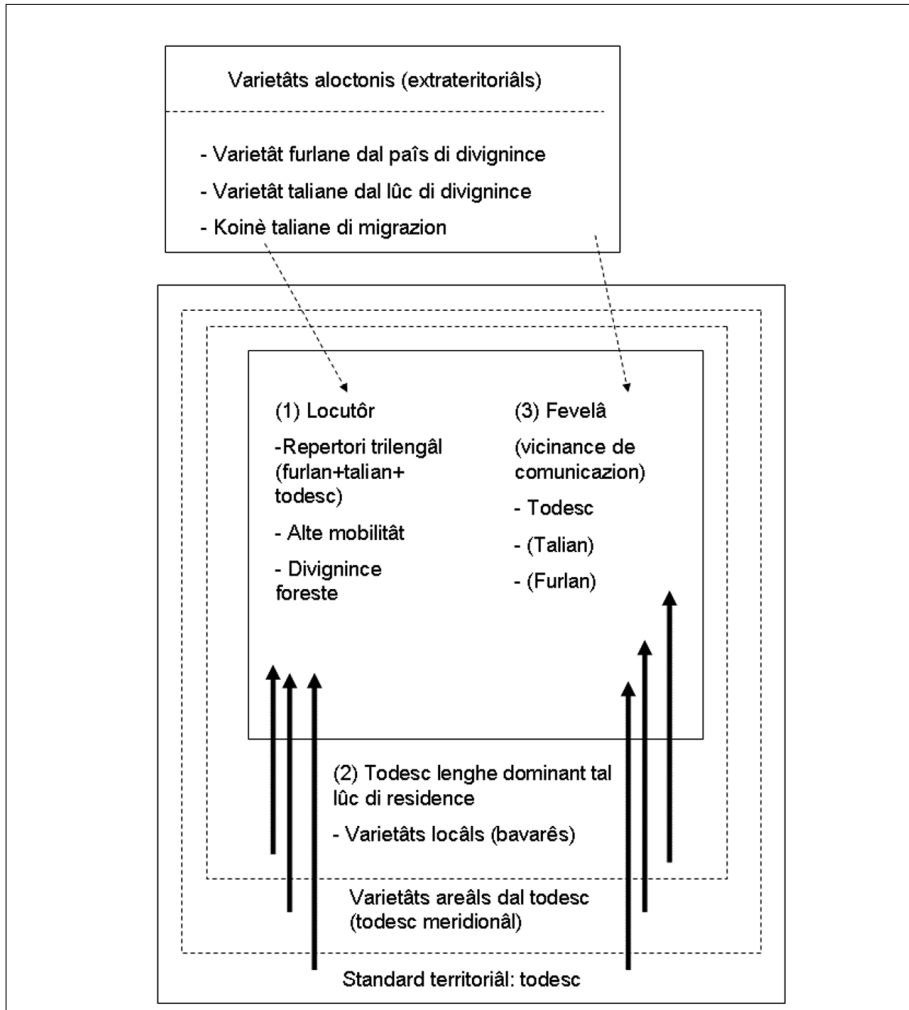 Varietâts aloctonis (extrateritoriâls)
- Varietât furlane dal paîs di divignince
- Varietât taliane dal lûc di divignince
- Koinè taliane di migrazion
(1) Locutôr
-Repertori trilengâl
(furlan+talian+
todesc)
- Alte mobilitât
- Divignince
foreste
(3) Fevelâ
(vicinance de
comunicazion)
- Todesc
- (Talian)
- (Furlan)
(2) Todesc lenghe dominant tal
lûc di residence
- Varietâts locâls (bavarês)
Varietâts areâls dal todesc
(todesc meridionâl)
Standard territoriâl: todesc